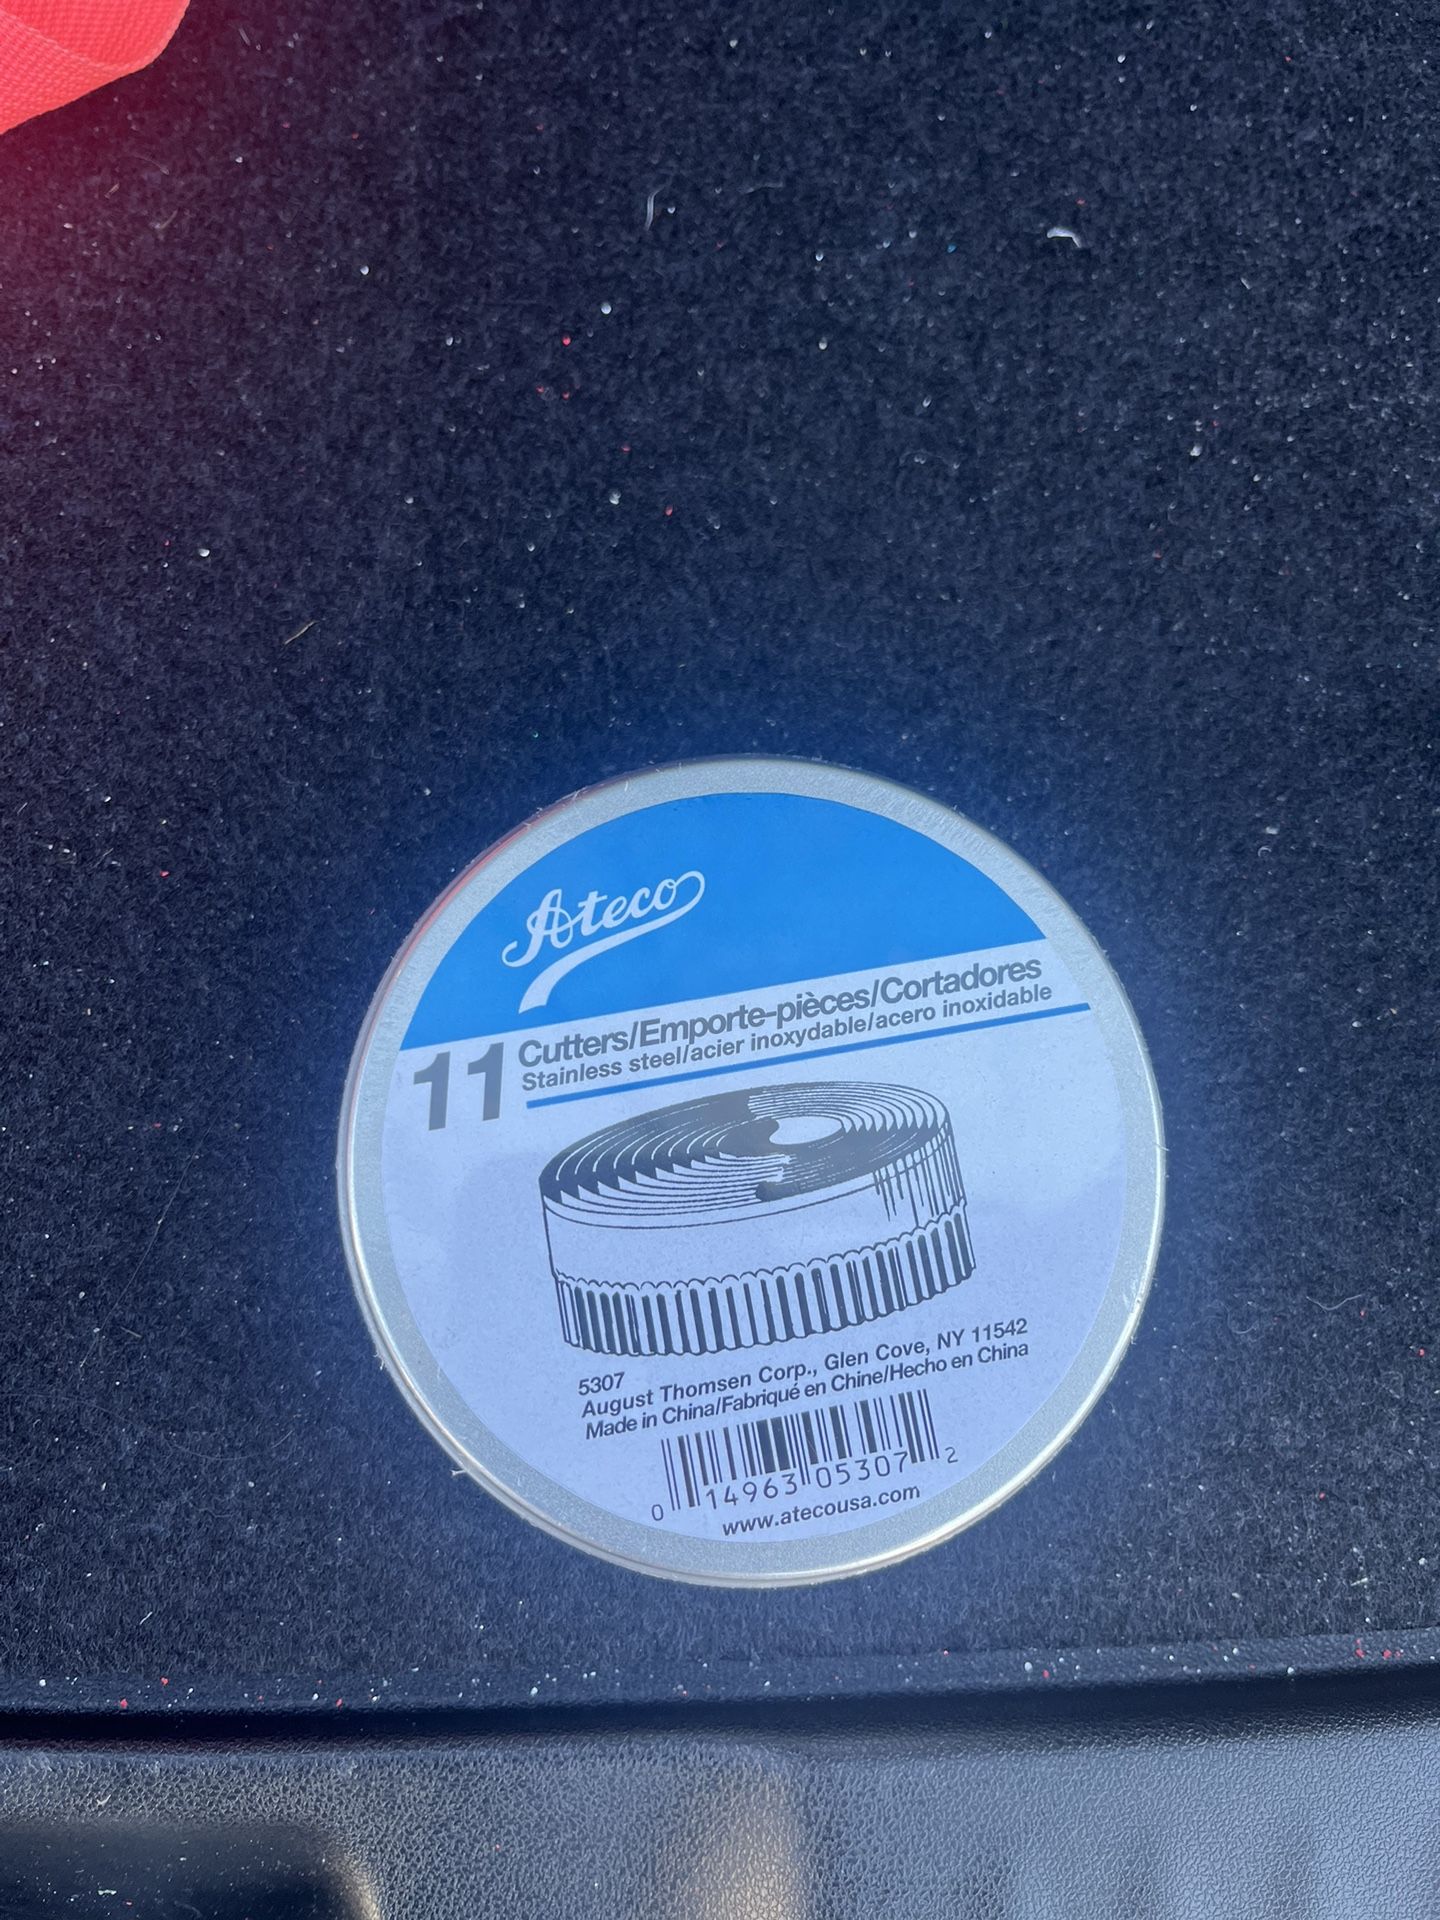 Ateco
11
Cutters/Emporte-pièces/Cortadores
Stainless steel/acier inoxydable/acero inoxidable
5307
August Thomsen Corp., Glen Cove, NY 11542
Made in China/Fabriqué en Chine/Hecho en China
0 14963 05307 2
www.atecousa.com